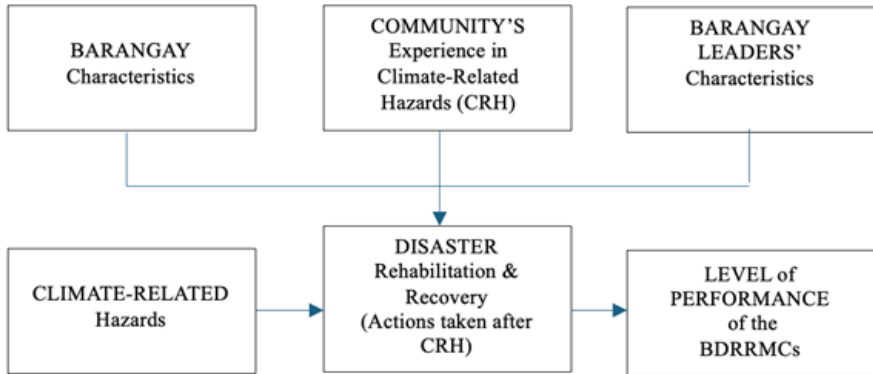 BARANGAY
Characteristics
COMMUNITY'S
Experience in
Climate-Related
Hazards (CRH)
BARANGAY
LEADERS'
Characteristics
CLIMATE-RELATED
Hazards
DISASTER
Rehabilitation &
Recovery
(Actions taken after
CRH)
LEVEL of
PERFORMANCE
of the
BDRRMCs